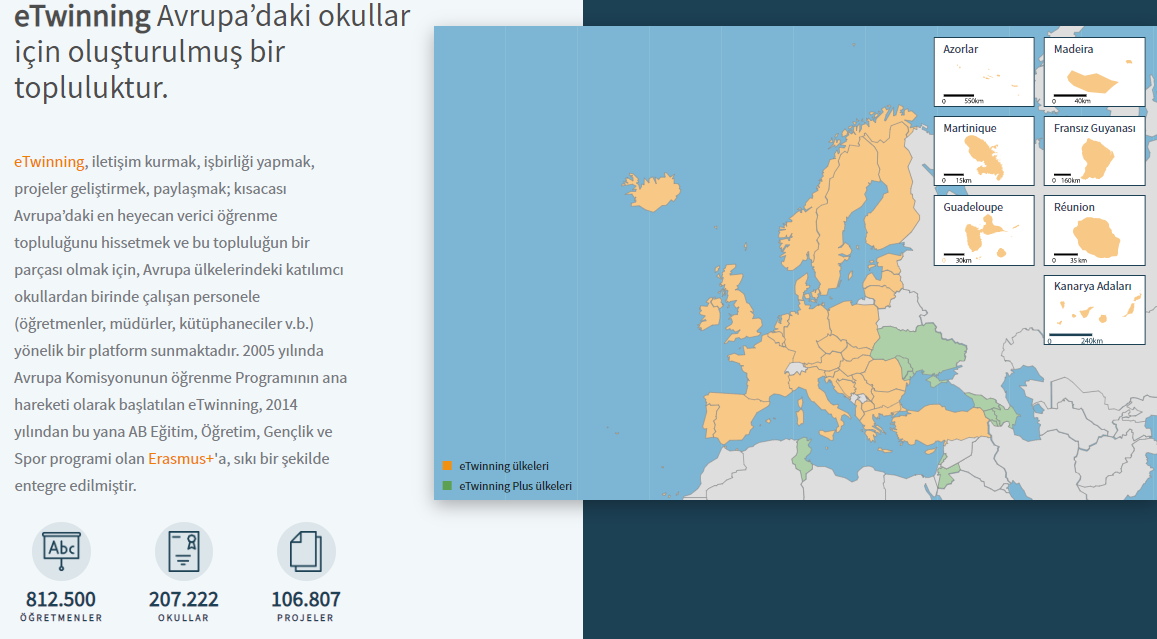 eTwinning Avrupa’daki okullar
için oluşturulmuş bir
topluluktur.
eTwinning, iletişim kurmak, işbirliği yapmak,
projeler geliştirmek, paylaşmak; kısacası
Avrupa’daki en heyecan verici öğrenme
topluluğunu hissetmek ve bu topluluğun bir
parçası olmak için, Avrupa ülkelerindeki katılımcı
okullardan birinde çalışan personele
(öğretmenler, müdürler, kütüphaneciler v.b.)
yönelik bir platform sunmaktadır. 2005 yılında
Avrupa Komisyonunun öğrenme Programının ana
hareketi olarak başlatılan eTwinning, 2014
yılından bu yana AB Eğitim, Öğretim, Gençlik ve
Spor programi olan Erasmus+'a, sıkı bir şekilde
entegre edilmiştir.
Abc
812.500
ÖĞRETMENLER
207.222
OKULLAR
106.807
PROJELER
Azorlar
0 550km
Madeira
0 40km
Martinique
0 15km
Fransız Guyanası
0 160km
Guadeloupe
0 30km
Réunion
0 35 km
Kanarya Adaları
0 240km
eTwinning ülkeleri
eTwinning Plus ülkeleri